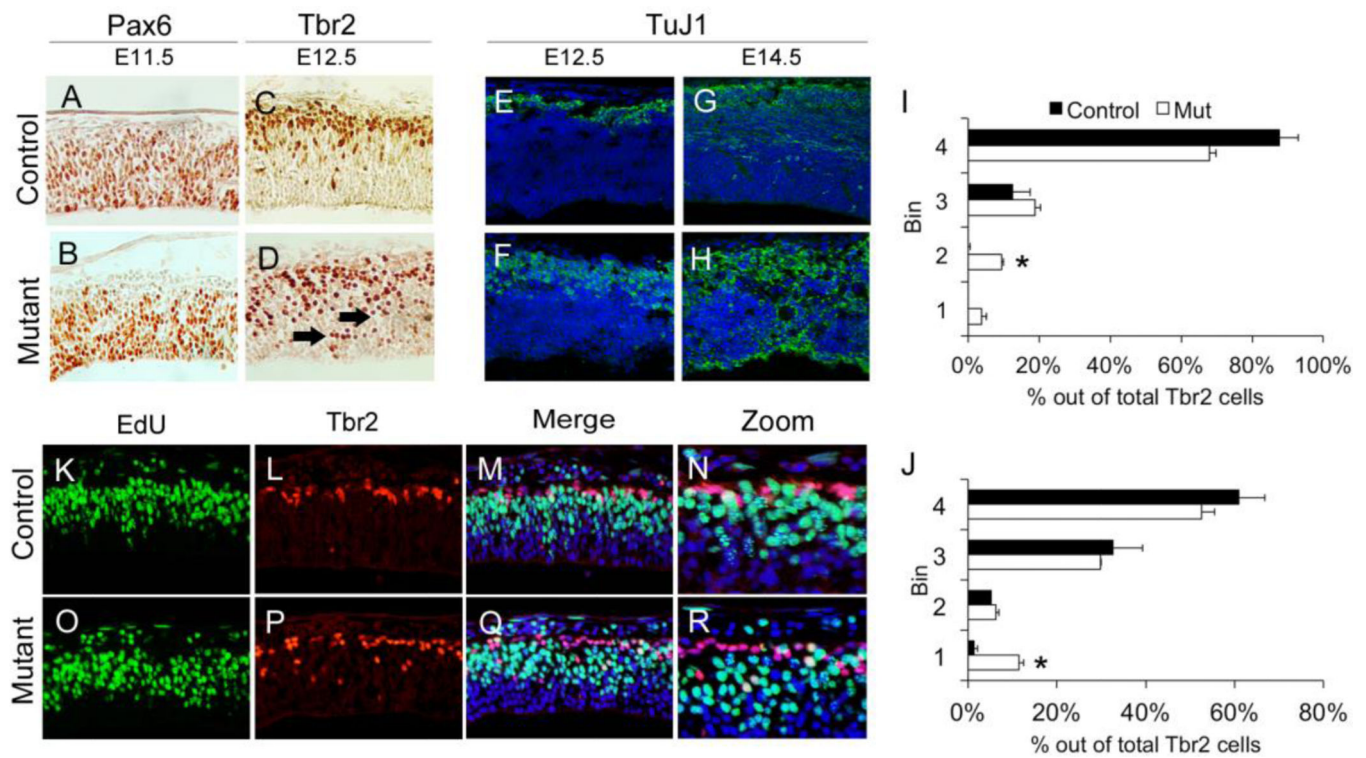 Pax6 Tbr2 TuJ1
E11.5 E12.5 E12.5 E14.5
Control
A C E G
Mutant
B D F H
I
Control Mut
Bin
4
3
2 *
1
0% 20% 40% 60% 80% 100%
% out of total Tbr2 cells
EdU Tbr2 Merge Zoom
Control
K L M N
Mutant
O P Q R
J
Bin
4
3
2
1 *
0% 20% 40% 60% 80%
% out of total Tbr2 cells